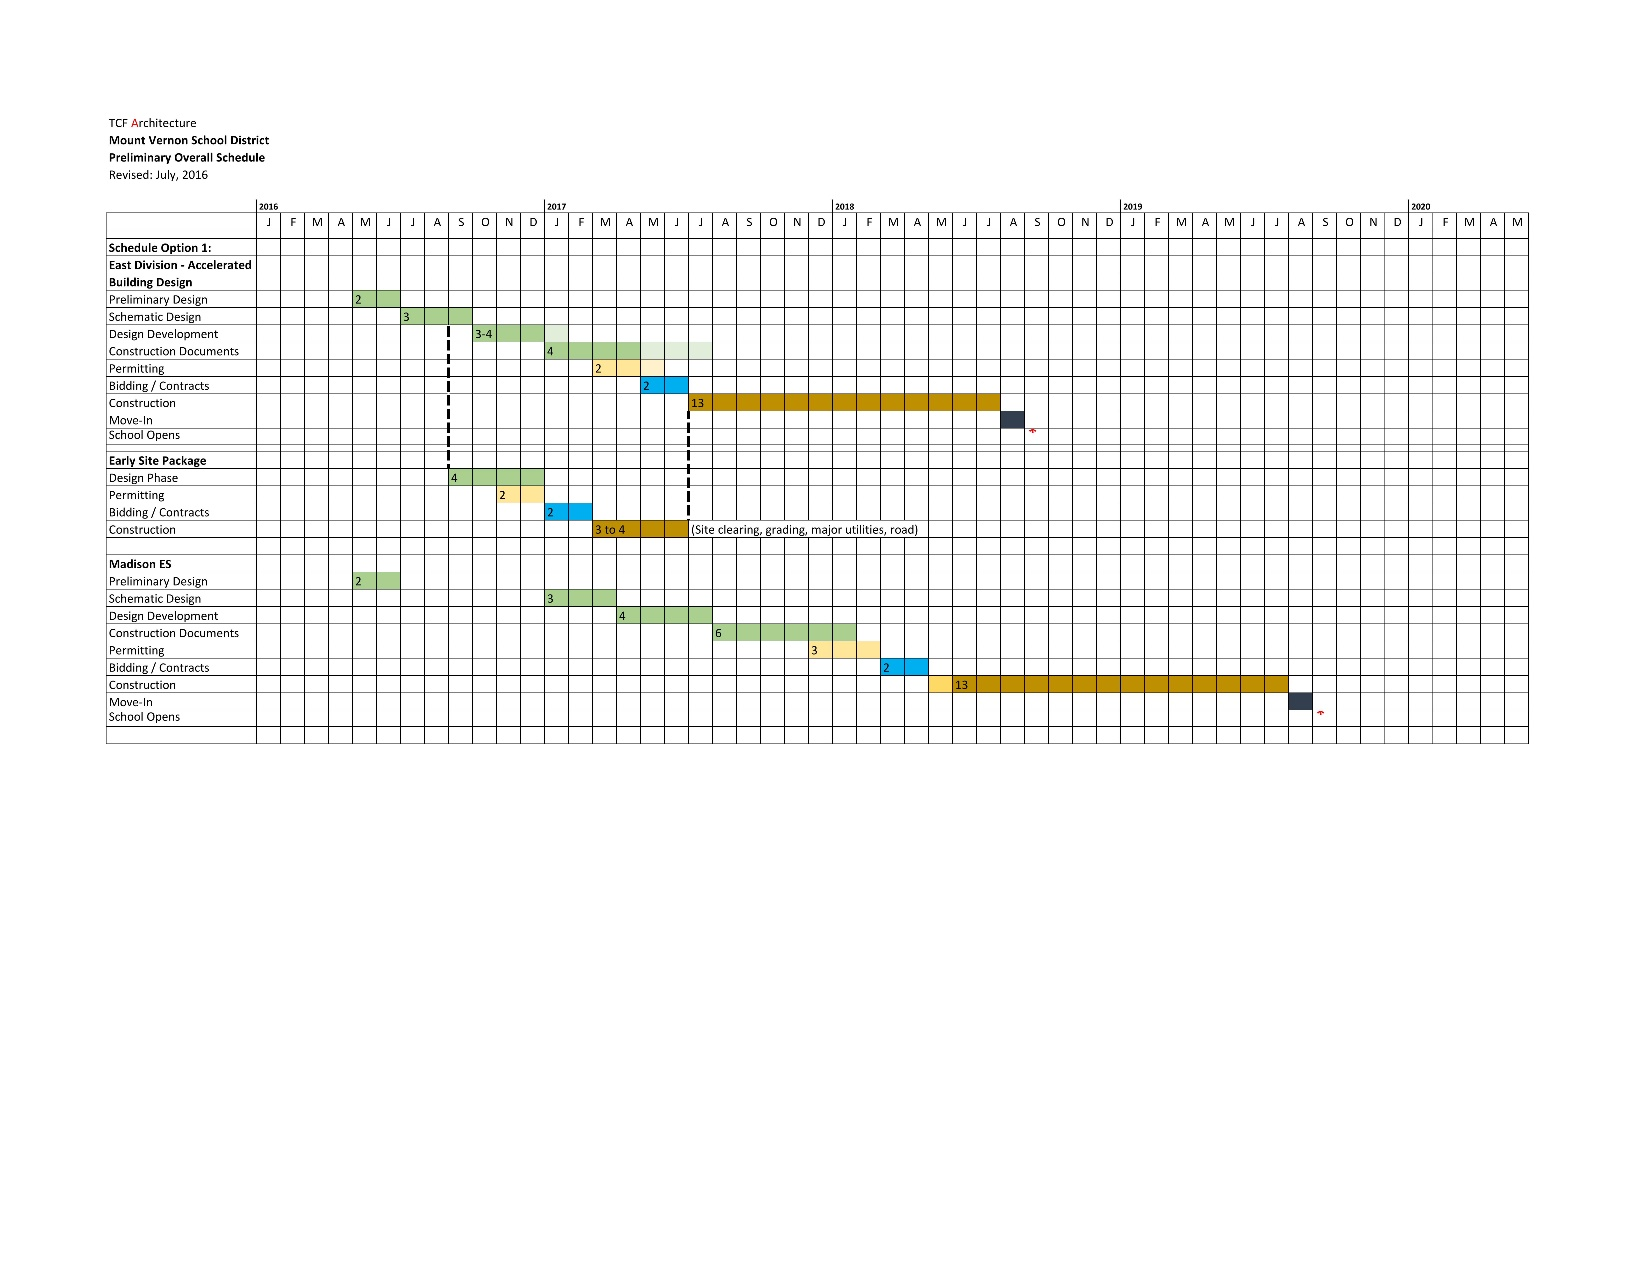 TCF Architecture
Mount Vernon School District
Preliminary Overall Schedule
Revised: July, 2016
2016 2017 2018 2019 2020
J F M A M J J A S O N D J F M A M J J A S O N D J F M A M J J A S O N D J F M A M J J A S O N D J F M A M
Schedule Option 1:
East Division - Accelerated
Building Design
Preliminary Design 2
Schematic Design 3
Design Development 3-4
Construction Documents 4
Permitting 2
Bidding / Contracts 2
Construction 13
Move-In
School Opens
Early Site Package
Design Phase 4
Permitting 2
Bidding / Contracts 2
Construction 3 to 4 (Site clearing, grading, major utilities, road)
Madison ES
Preliminary Design 2
Schematic Design 3
Design Development 4
Construction Documents 6
Permitting 3
Bidding / Contracts 2
Construction 13
Move-In
School Opens